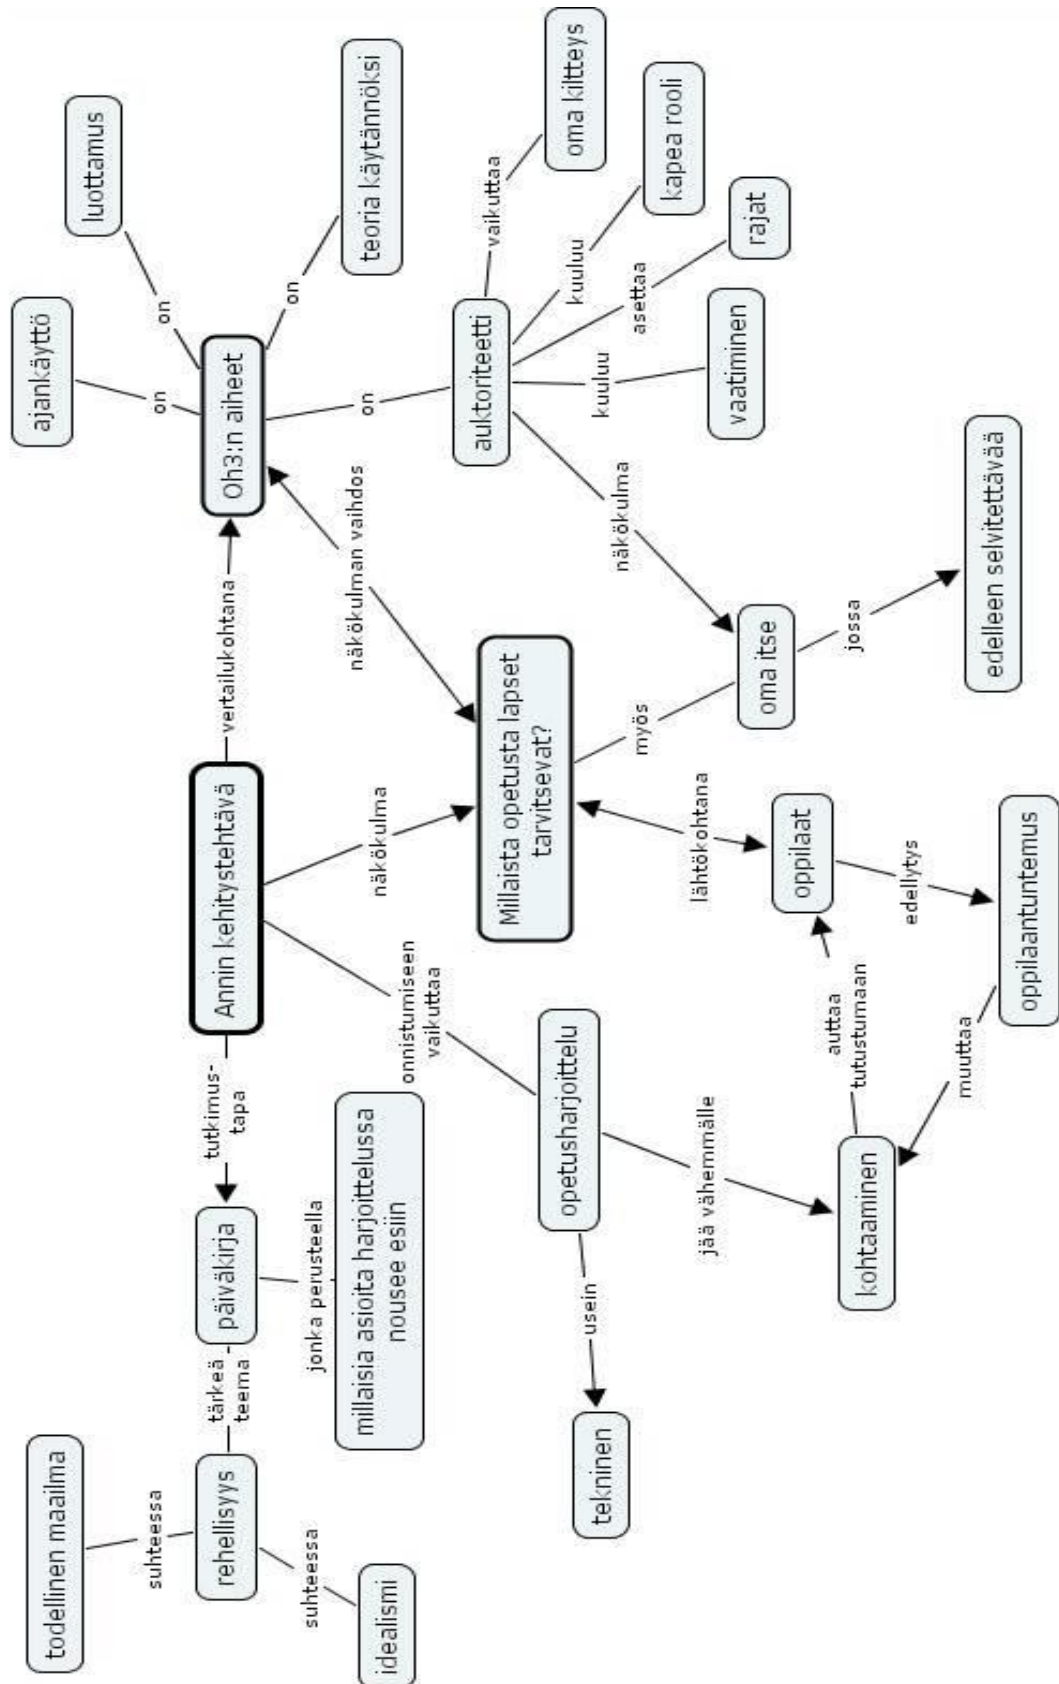 todellinen maailma
suhteessa
rehellisyys
suhteessa
idealismi
tärkeä
teema
päiväkirja
jonka perusteella
millaisia asioita harjoittelussa
nousee esiin
tutkimus-
tapa
Annin kehitystehtävä
vertailukohtana
Oh3:n aiheet
on
ajankäyttö
on
luottamus
on
teoria käytännöksi
on
auktoriteetti
vaikuttaa
oma kiltteys
kuuluu
kapea rooli
asettaa
rajat
kuuluu
vaatiminen
näkökulma
näkökulman vaihdos
näkökulma
Millaista opetusta lapset
tarvitsevat?
myös
oma itse
jossa
edelleen selvitettävää
lähtökohtana
oppilaat
edellytys
oppilaantuntemus
muuttaa
auttaa
tutustumaan
kohtaaminen
onnistumiseen
vaikuttaa
opetusharjoittelu
jää vähemmälle
usein
tekninen